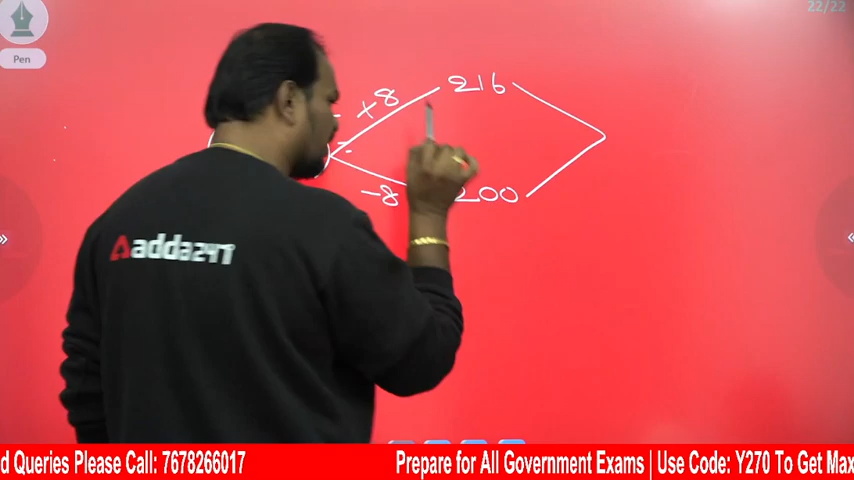 22/22
Pen
+8 216
-8 200
adda247
d Queries Please Call: 7678266017 Prepare for All Government Exams | Use Code: Y270 To Get Max